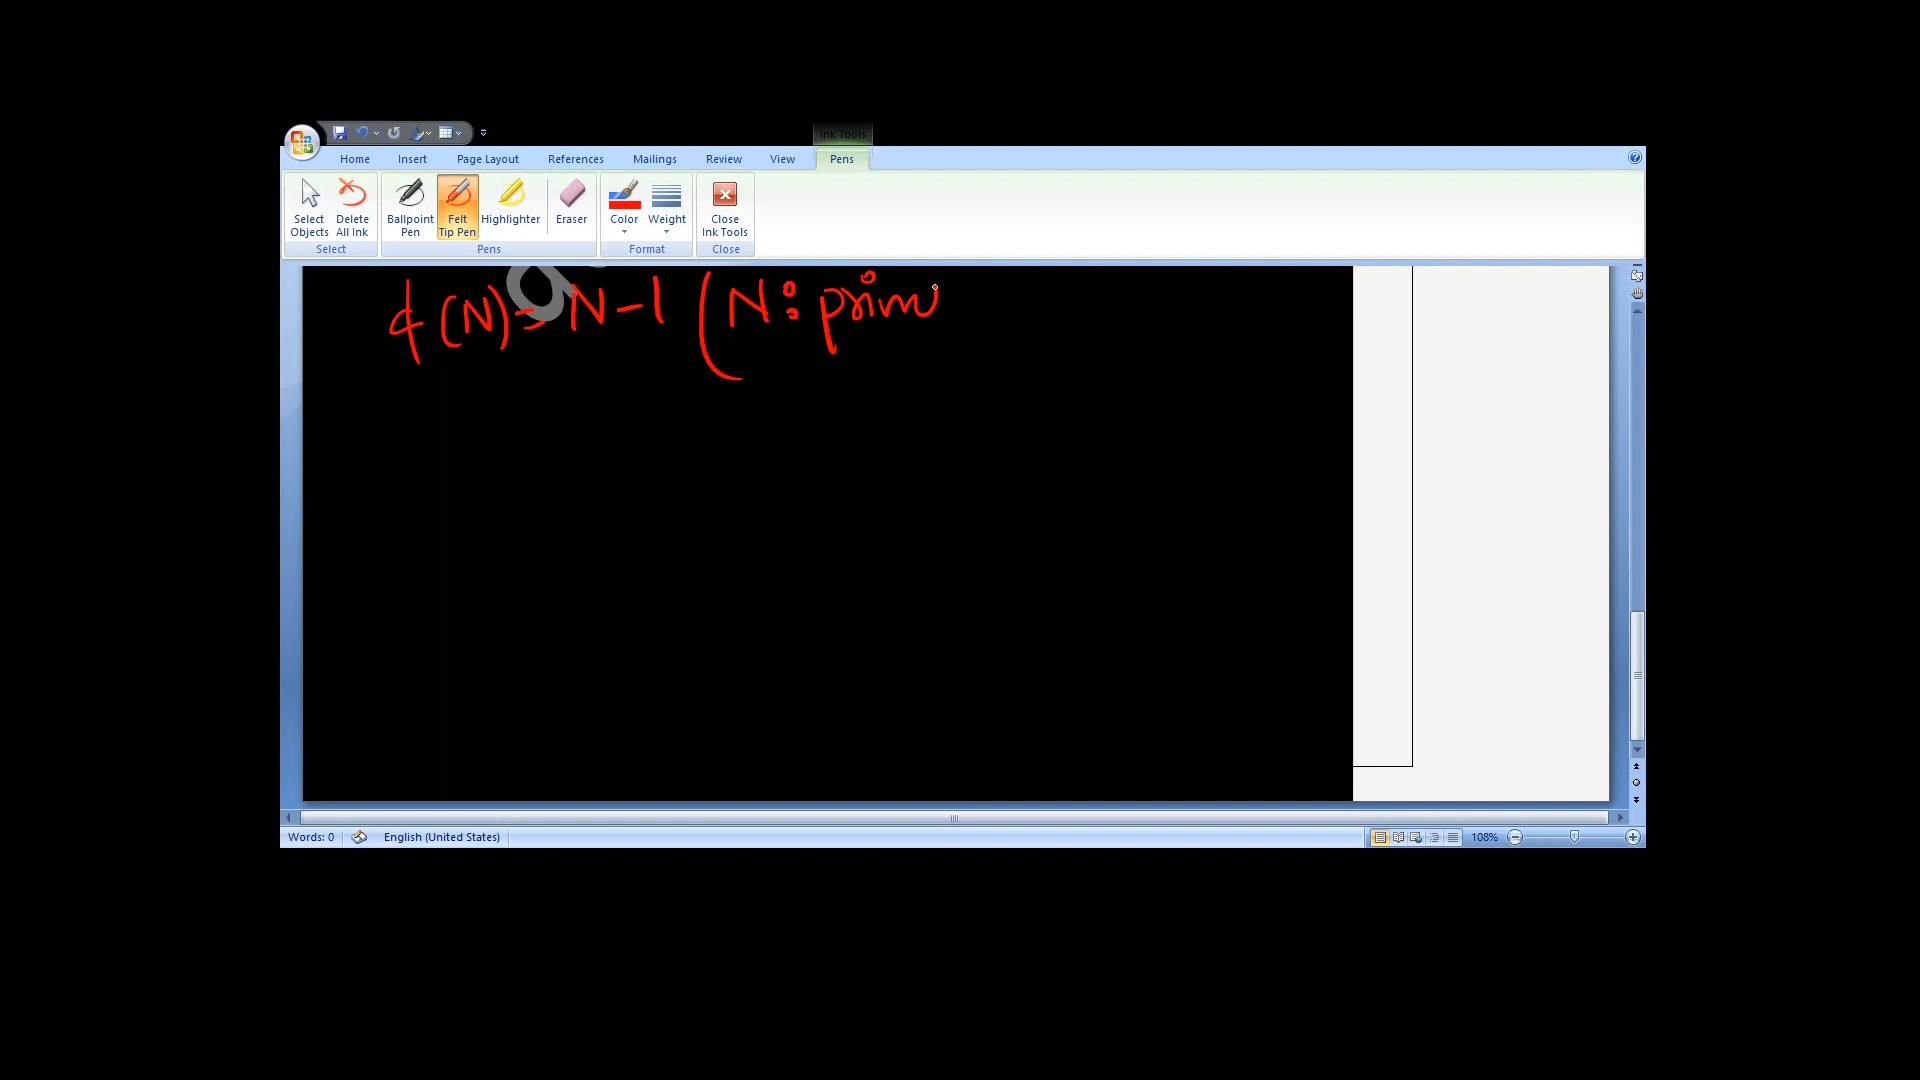 Ink Tools
Home Insert Page Layout References Mailings Review View Pens
Select Objects Delete All Ink Ballpoint Pen Felt Tip Pen Highlighter Eraser Color Weight Close Ink Tools
Select Pens Format Close
ϕ(N)= N-1 (N: prim
Words: 0 English (United States) 108%